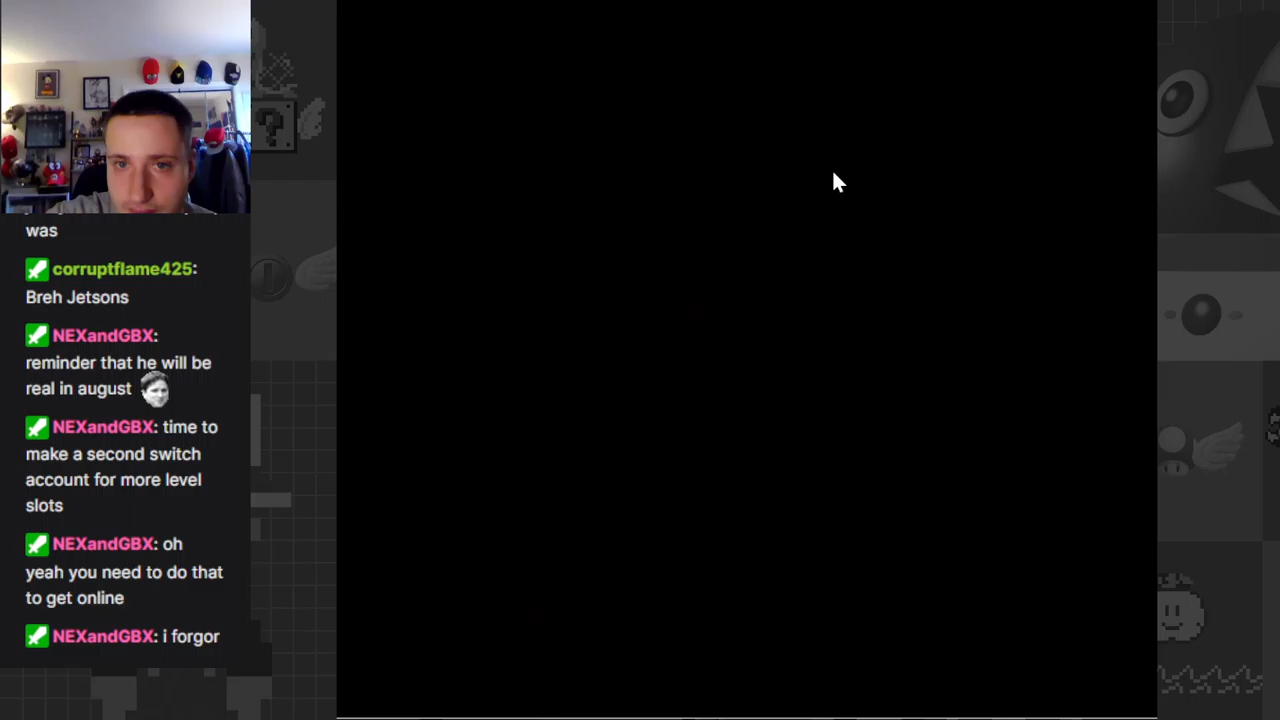 was
corruptflame425:
Breh Jetsons
NEXandGBX:
reminder that he will be
real in august
NEXandGBX: time to
make a second switch
account for more level
slots
NEXandGBX: oh
yeah you need to do that
to get online
NEXandGBX: i forgor